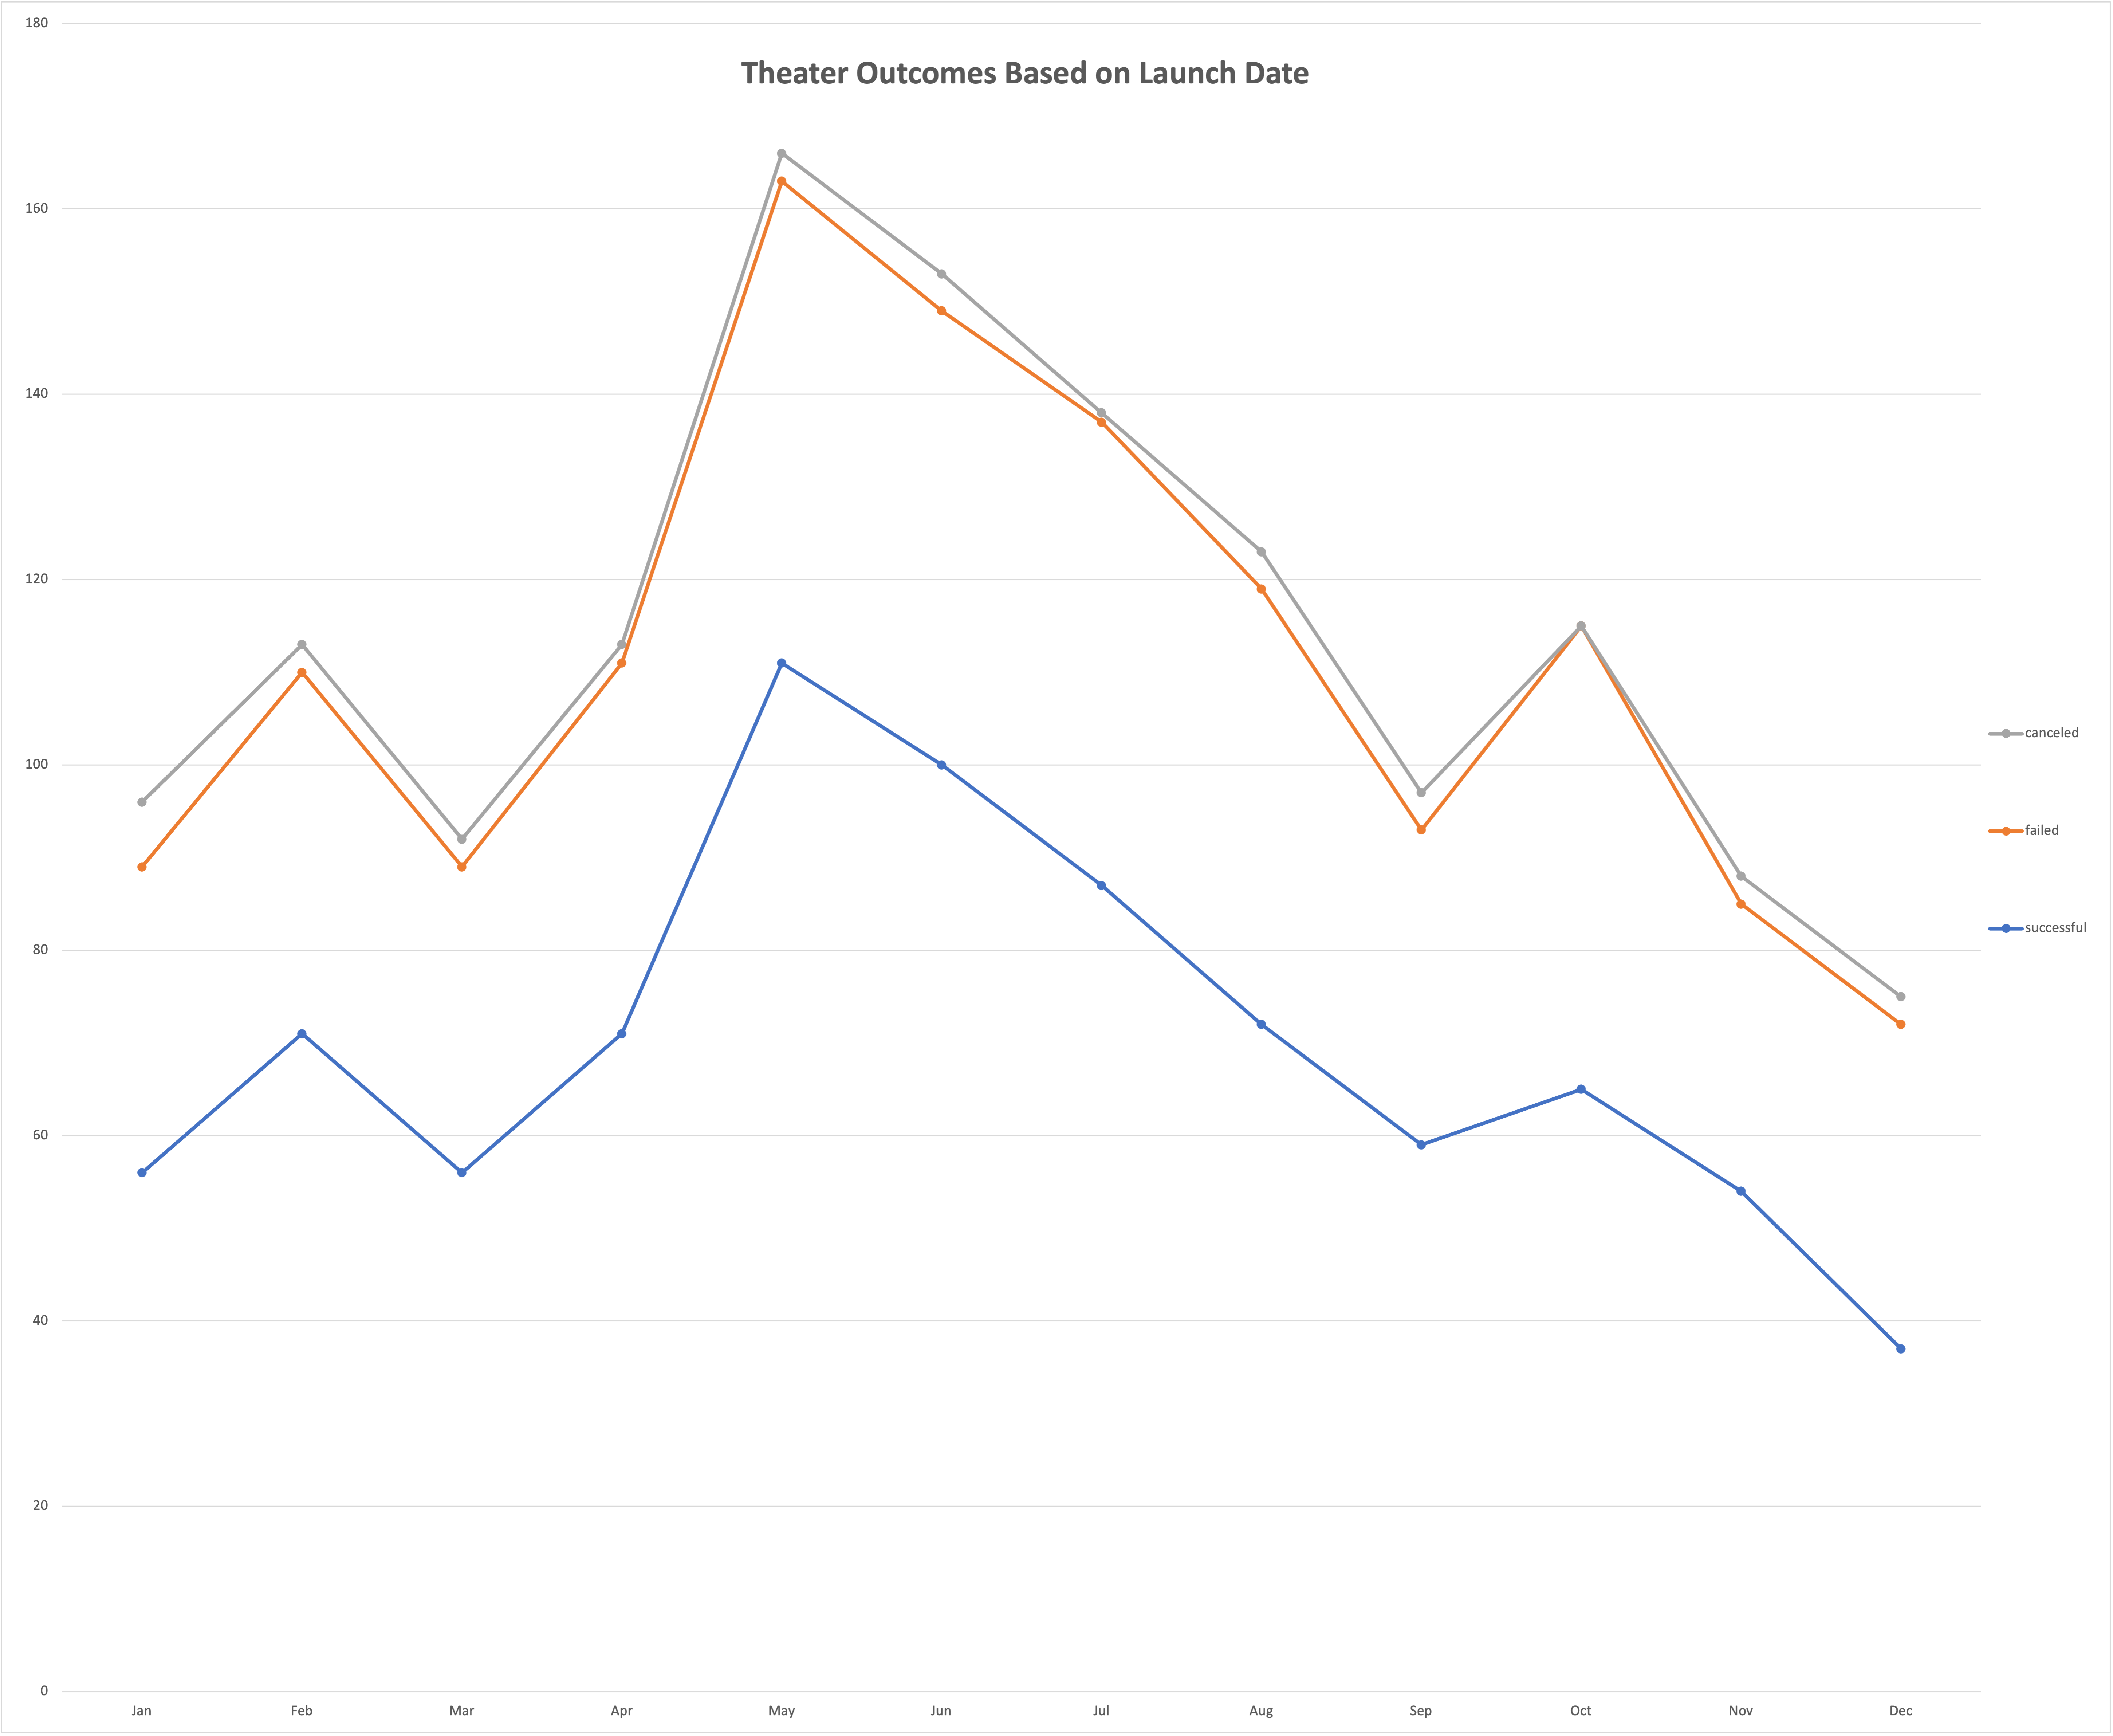 Theater Outcomes Based on Launch Date
180
160
140
120
100
80
60
40
20
0
Jan Feb Mar Apr May Jun Jul Aug Sep Oct Nov Dec
canceled
failed
successful